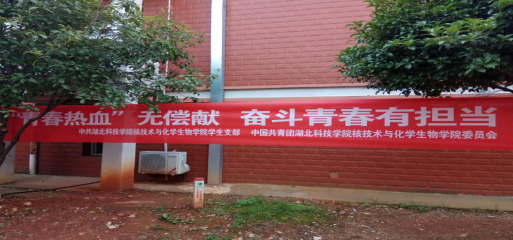 “青春热血”无偿献 奋斗青春有担当
中共湖北科技学院核技术与化学生物学院学生支部 中国共青团湖北科技学院核技术与化学生物学院委员会